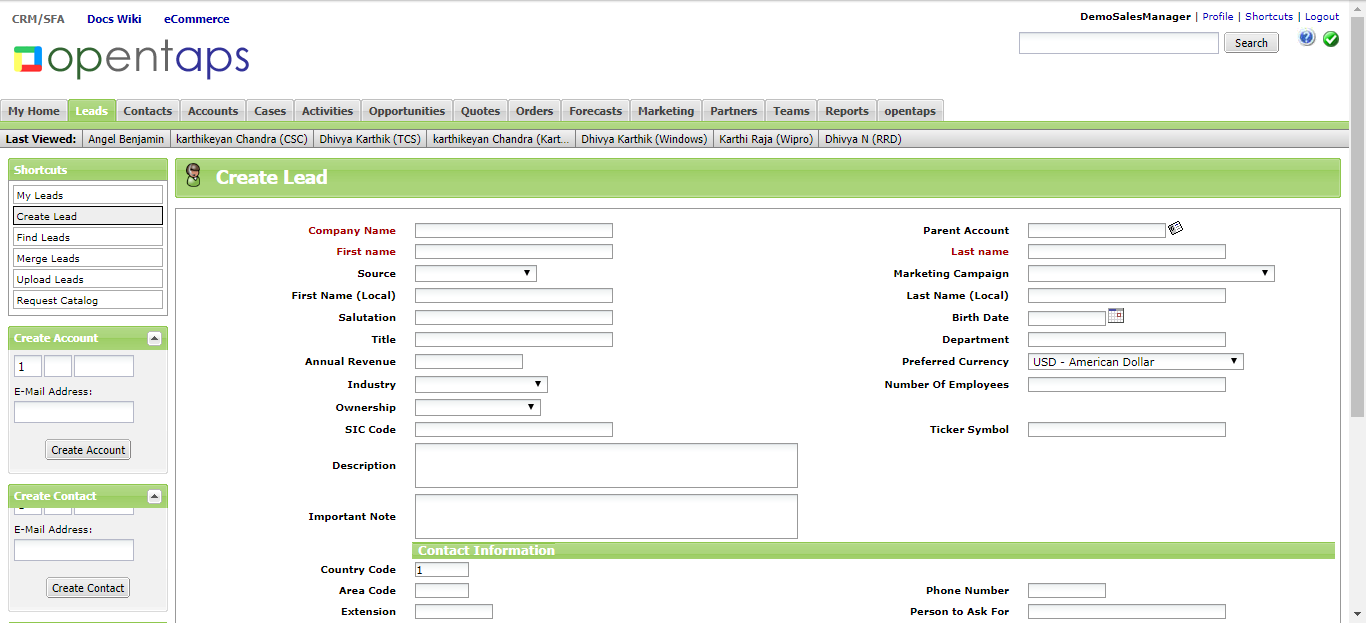 CRM/SFA Docs Wiki eCommerce
DemoSalesManager | Profile | Shortcuts | Logout
opentaps
Search
My Home Leads Contacts Accounts Cases Activities Opportunities Quotes Orders Forecasts Marketing Partners Teams Reports opentaps
Last Viewed: Angel Benjamin karthikeyan Chandra (CSC) Dhivya Karthik (TCS) karthikeyan Chandra (Kart... Dhivya Karthik (Windows) Karthi Raja (Wipro) Dhivya N (RRD)
Shortcuts
My Leads
Create Lead
Find Leads
Merge Leads
Upload Leads
Request Catalog
Create Account
1
E-Mail Address:
Create Account
Create Contact
E-Mail Address:
Create Contact
Create Lead
Company Name Parent Account
First name Last name
Source Marketing Campaign
First Name (Local) Last Name (Local)
Salutation Birth Date
Title Department
Annual Revenue Preferred Currency USD - American Dollar
Industry Number Of Employees
Ownership
SIC Code Ticker Symbol
Description
Important Note
Contact Information
Country Code 1
Area Code Phone Number
Extension Person to Ask For